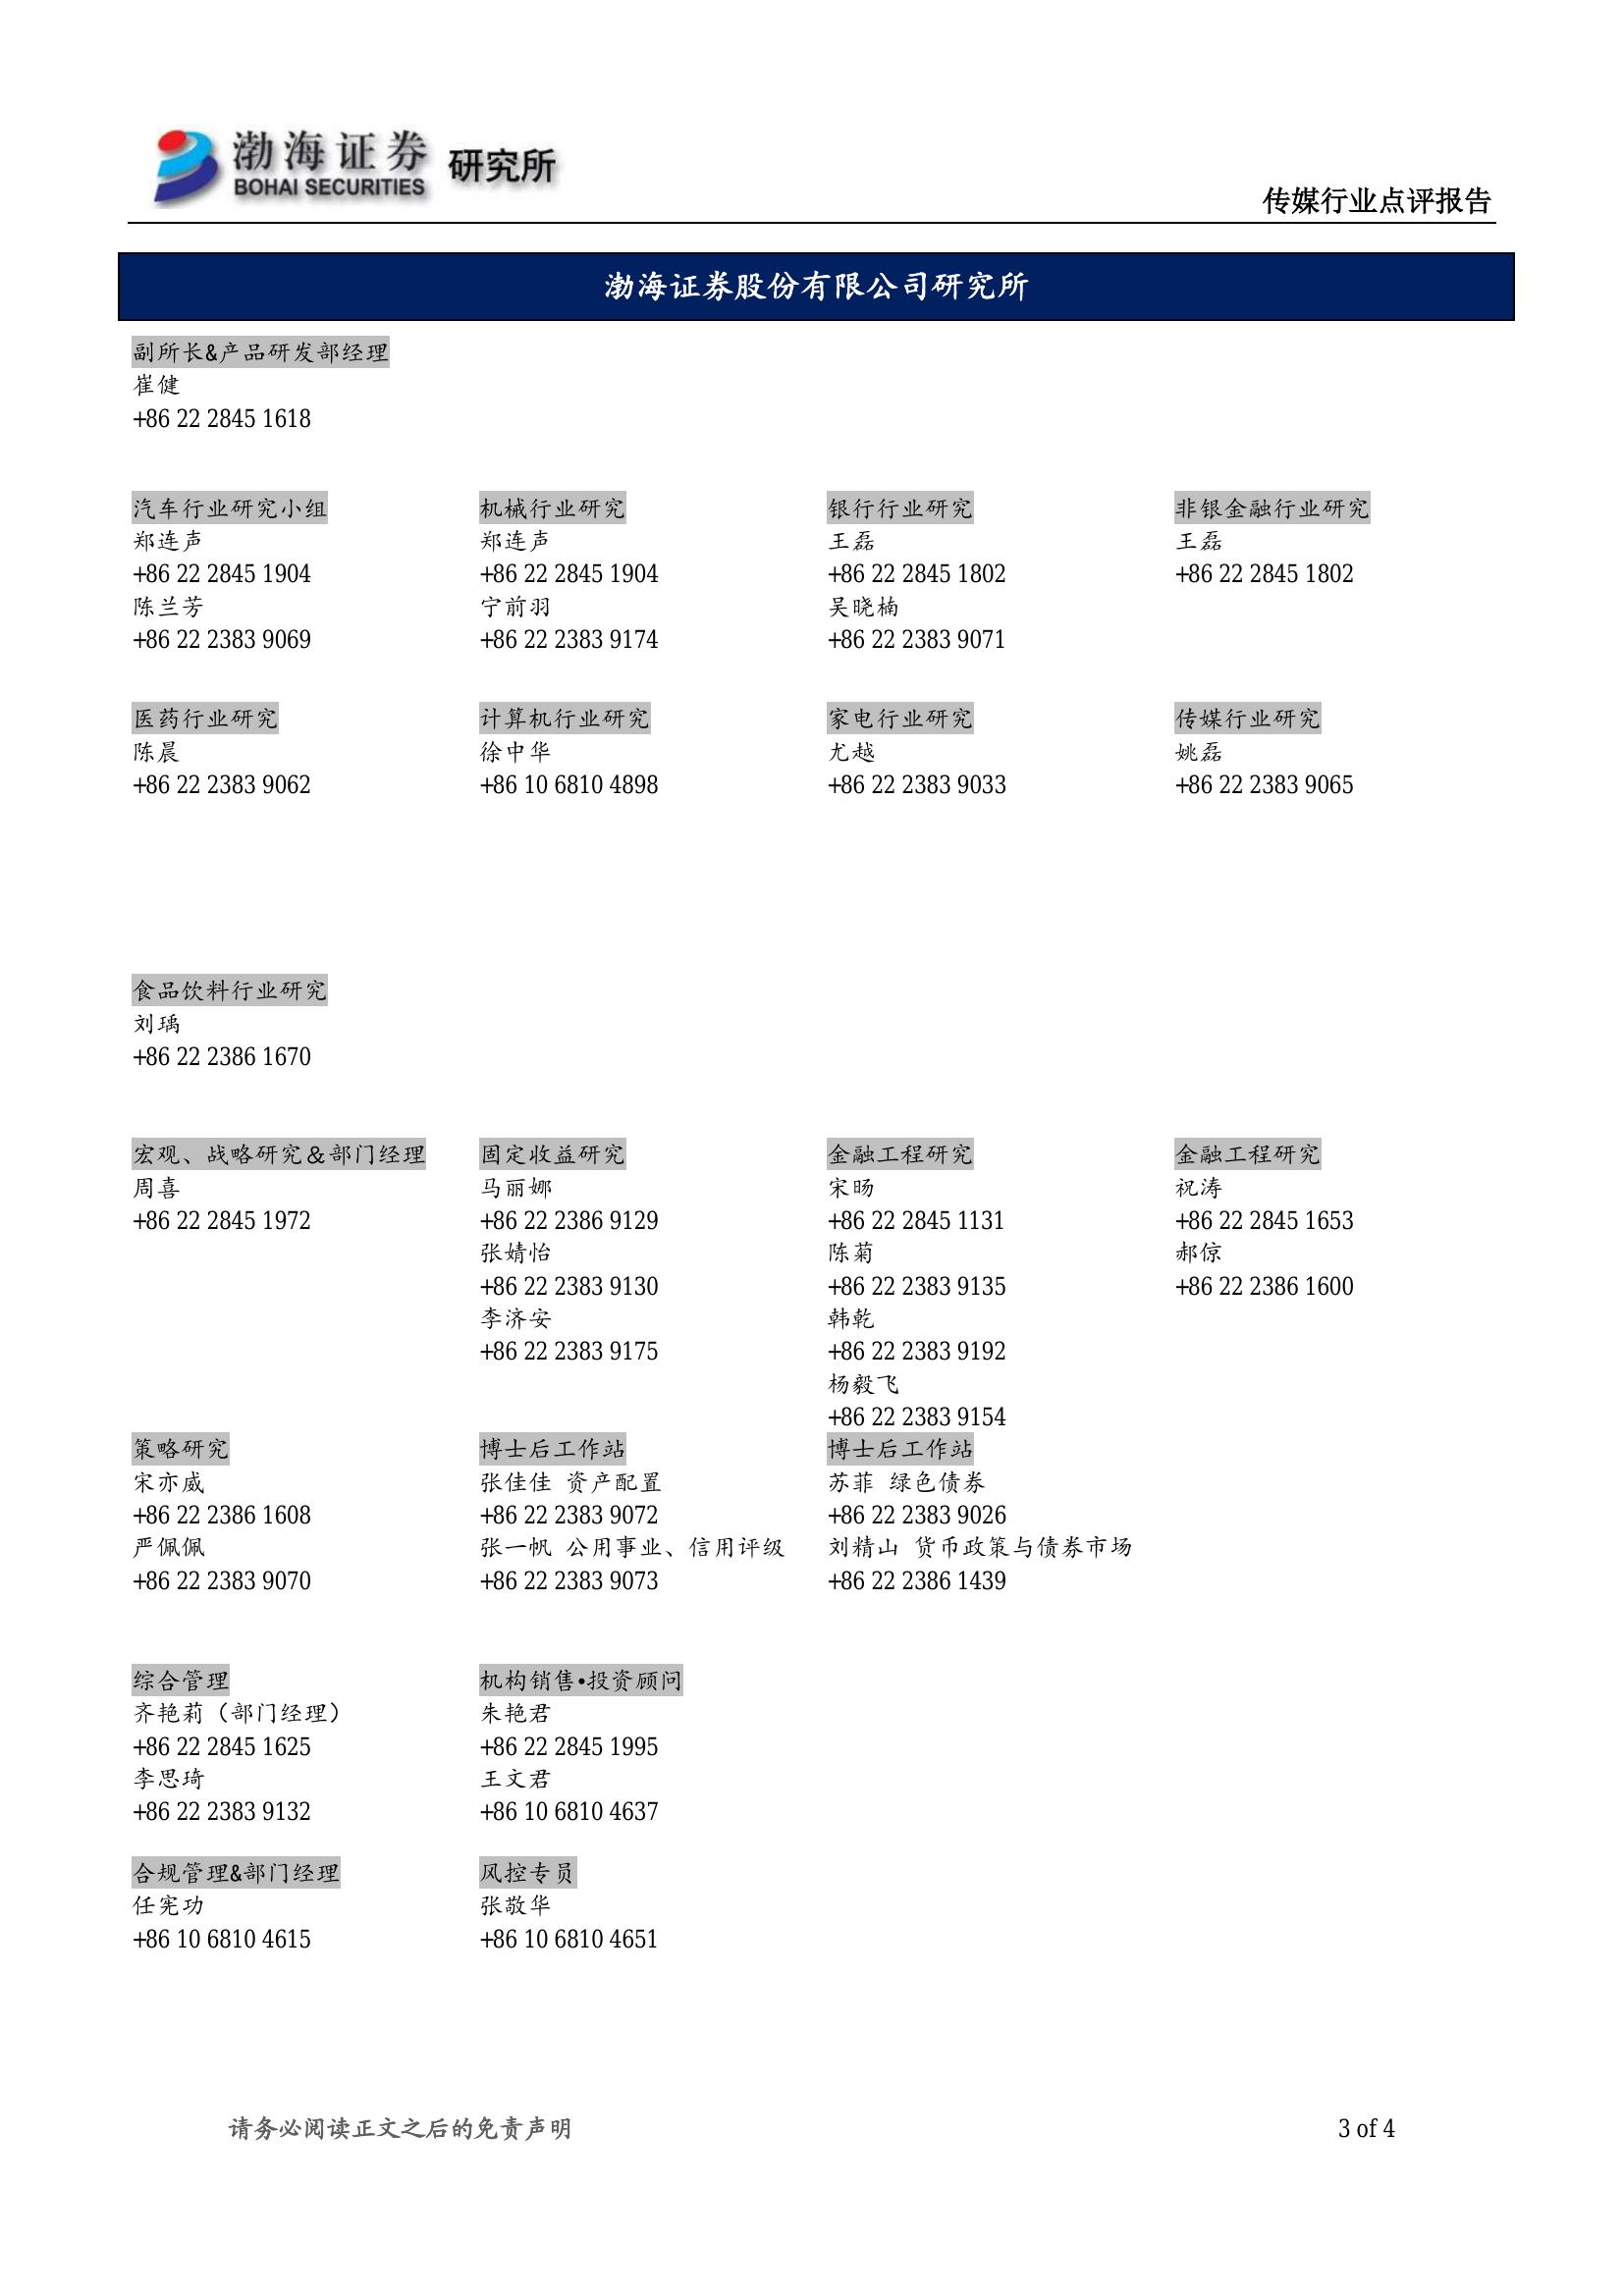 渤海证券 研究所
BOHAI SECURITIES
传媒行业点评报告
渤海证券股份有限公司研究所
副所长&产品研发部经理
崔健
+86 22 2845 1618
汽车行业研究小组
郑连声
+86 22 2845 1904
陈兰芳
+86 22 2383 9069
机械行业研究
郑连声
+86 22 2845 1904
宁前羽
+86 22 2383 9174
银行行业研究
王磊
+86 22 2845 1802
吴晓楠
+86 22 2383 9071
非银金融行业研究
王磊
+86 22 2845 1802
医药行业研究
陈晨
+86 22 2383 9062
计算机行业研究
徐中华
+86 10 6810 4898
家电行业研究
尤越
+86 22 2383 9033
传媒行业研究
姚磊
+86 22 2383 9065
食品饮料行业研究
刘瑀
+86 22 2386 1670
宏观、战略研究＆部门经理
周喜
+86 22 2845 1972
固定收益研究
马丽娜
+86 22 2386 9129
张婧怡
+86 22 2383 9130
李济安
+86 22 2383 9175
金融工程研究
宋旸
+86 22 2845 1131
陈菊
+86 22 2383 9135
韩乾
+86 22 2383 9192
杨毅飞
+86 22 2383 9154
金融工程研究
祝涛
+86 22 2845 1653
郝倞
+86 22 2386 1600
策略研究
宋亦威
+86 22 2386 1608
严佩佩
+86 22 2383 9070
博士后工作站
张佳佳 资产配置
+86 22 2383 9072
张一帆 公用事业、信用评级
+86 22 2383 9073
博士后工作站
苏菲 绿色债券
+86 22 2383 9026
刘精山 货币政策与债券市场
+86 22 2386 1439
综合管理
齐艳莉（部门经理）
+86 22 2845 1625
李思琦
+86 22 2383 9132
机构销售•投资顾问
朱艳君
+86 22 2845 1995
王文君
+86 10 6810 4637
合规管理&部门经理
任宪功
+86 10 6810 4615
风控专员
张敬华
+86 10 6810 4651
请务必阅读正文之后的免责声明
3 of 4